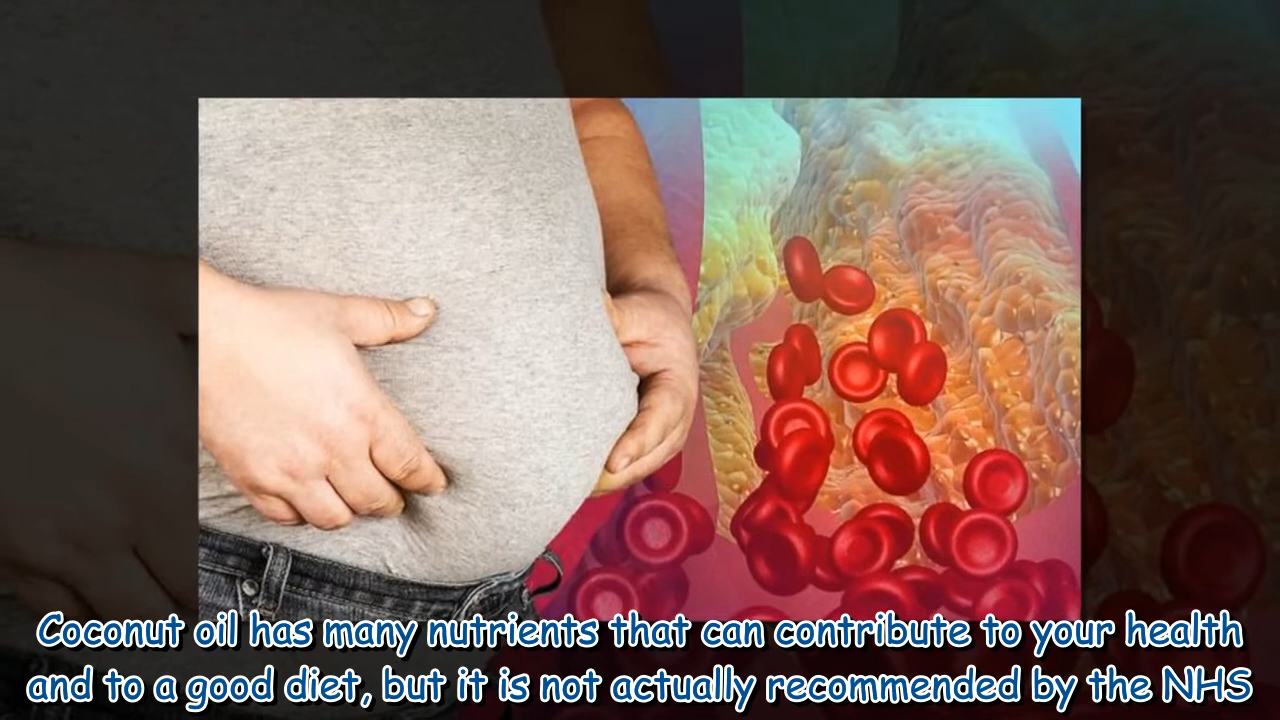 Coconut oil has many nutrients that can contribute to your health
and to a good diet, but it is not actually recommended by the NHS